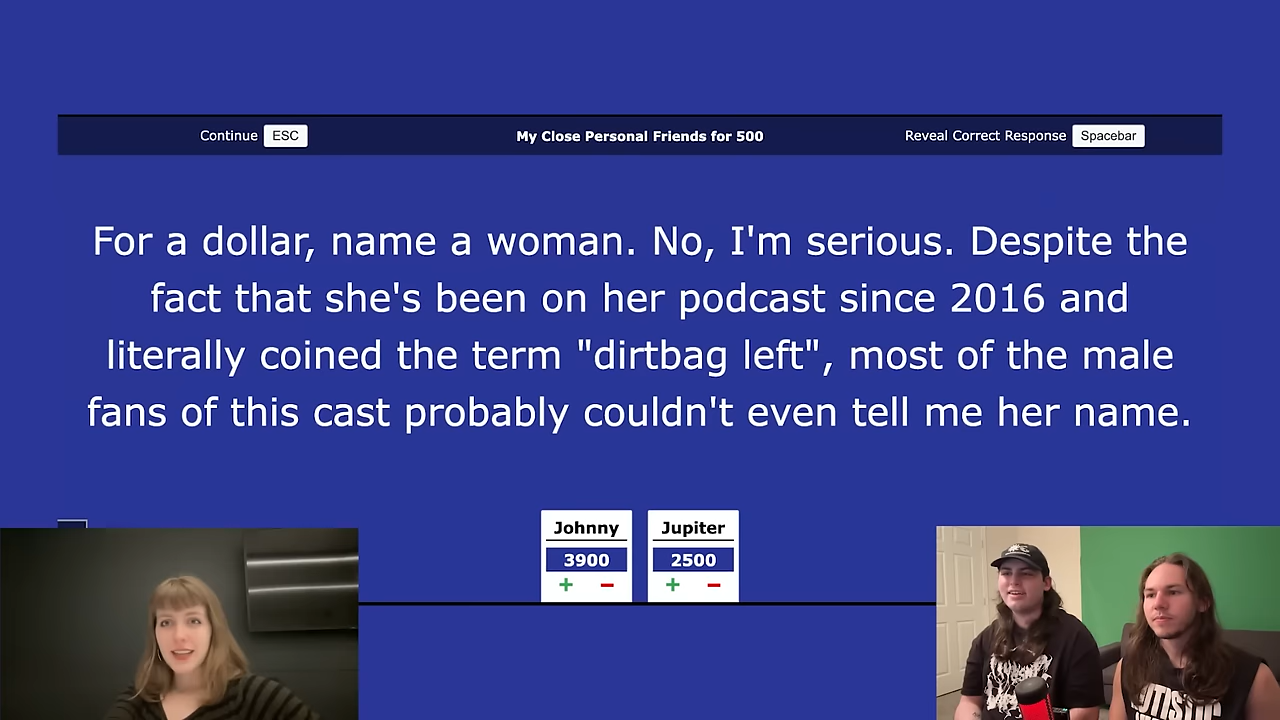 Continue ESC My Close Personal Friends for 500 Reveal Correct Response Spacebar
For a dollar, name a woman. No, I'm serious. Despite the
fact that she's been on her podcast since 2016 and
literally coined the term "dirtbag left", most of the male
fans of this cast probably couldn't even tell me her name.
Johnny Jupiter
3900 2500
+ − + −